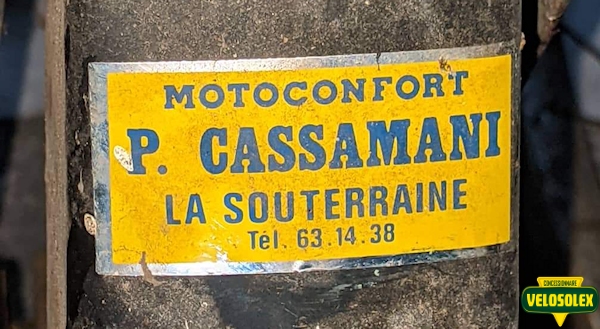 MOTOCONFORT
P. CASSAMANI
LA SOUTERRAINE
Tél. 63.14.38
CONCESSIONNAIRE
VELOSOLEX